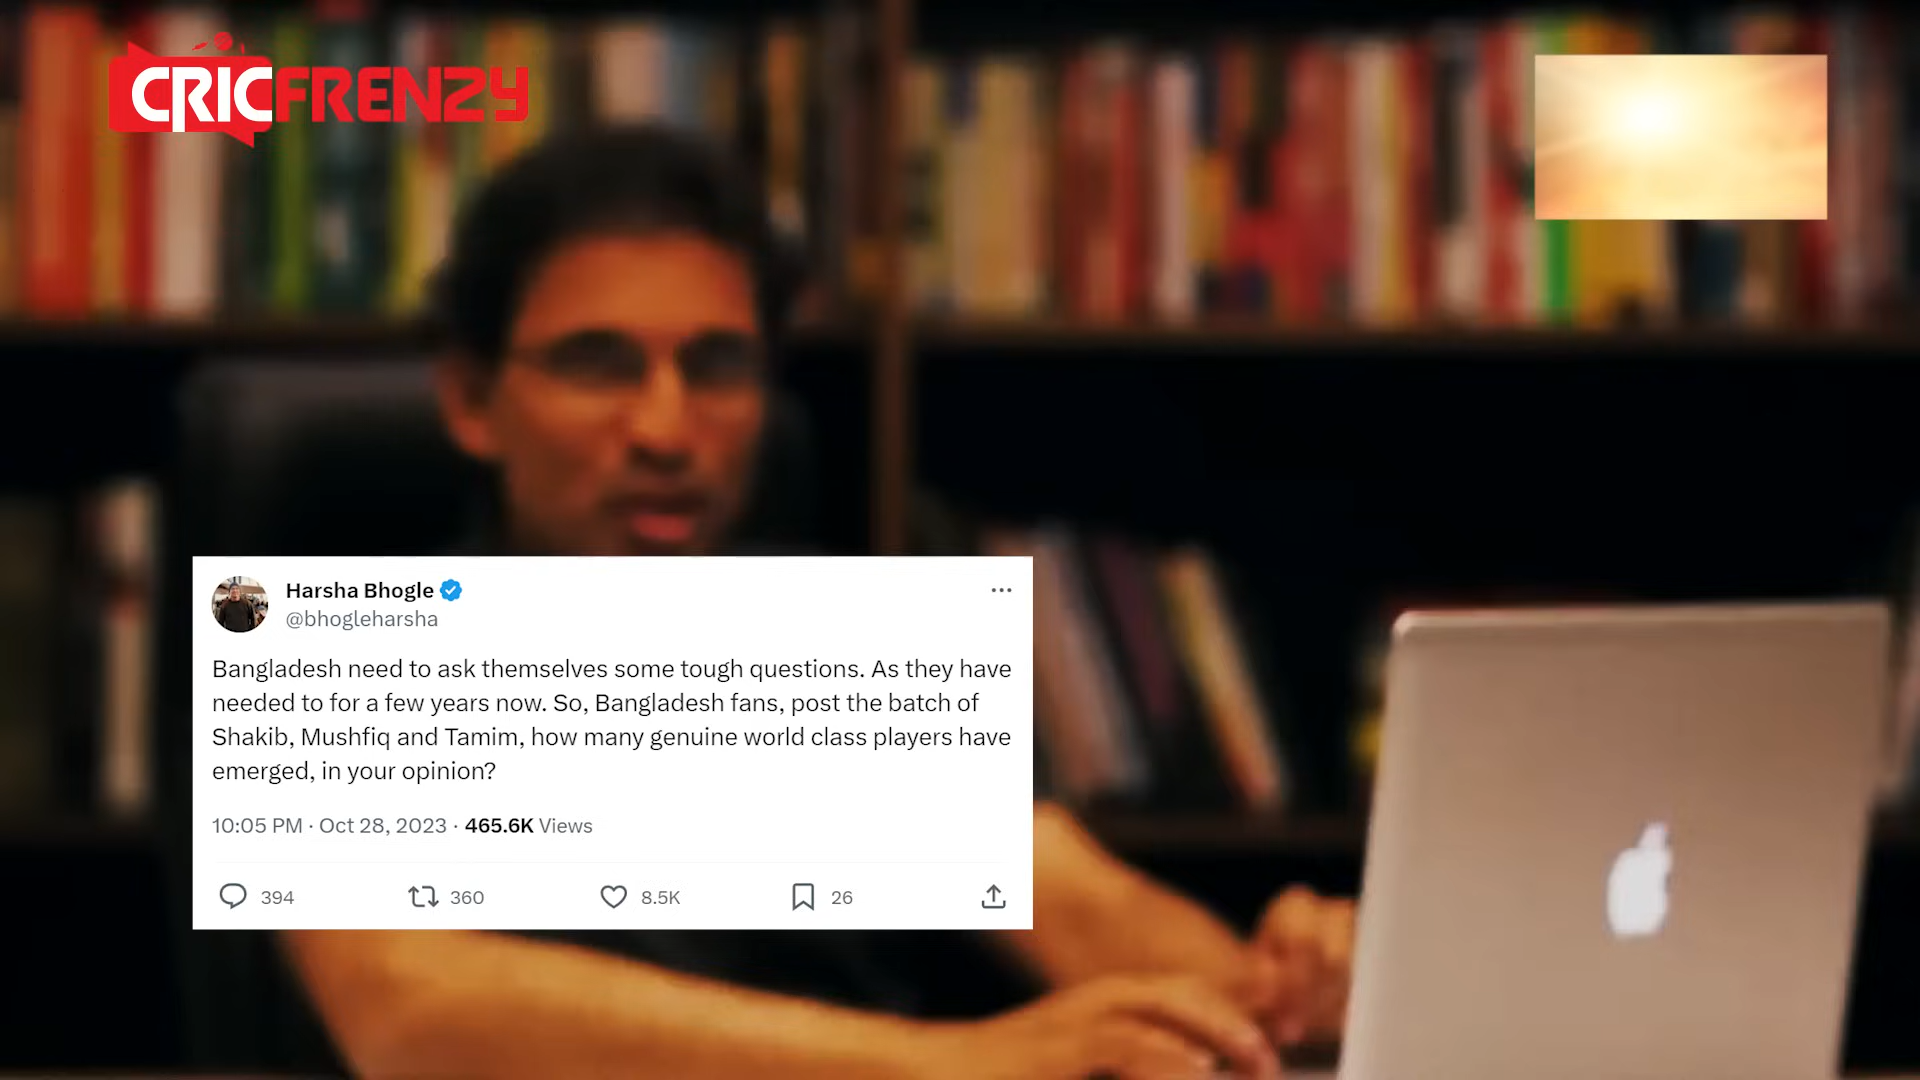 CRICFRENZY
Harsha Bhogle
@bhogleharsha
Bangladesh need to ask themselves some tough questions. As they have
needed to for a few years now. So, Bangladesh fans, post the batch of
Shakib, Mushfiq and Tamim, how many genuine world class players have
emerged, in your opinion?
10:05 PM · Oct 28, 2023 · 465.6K Views
394 360 8.5K 26